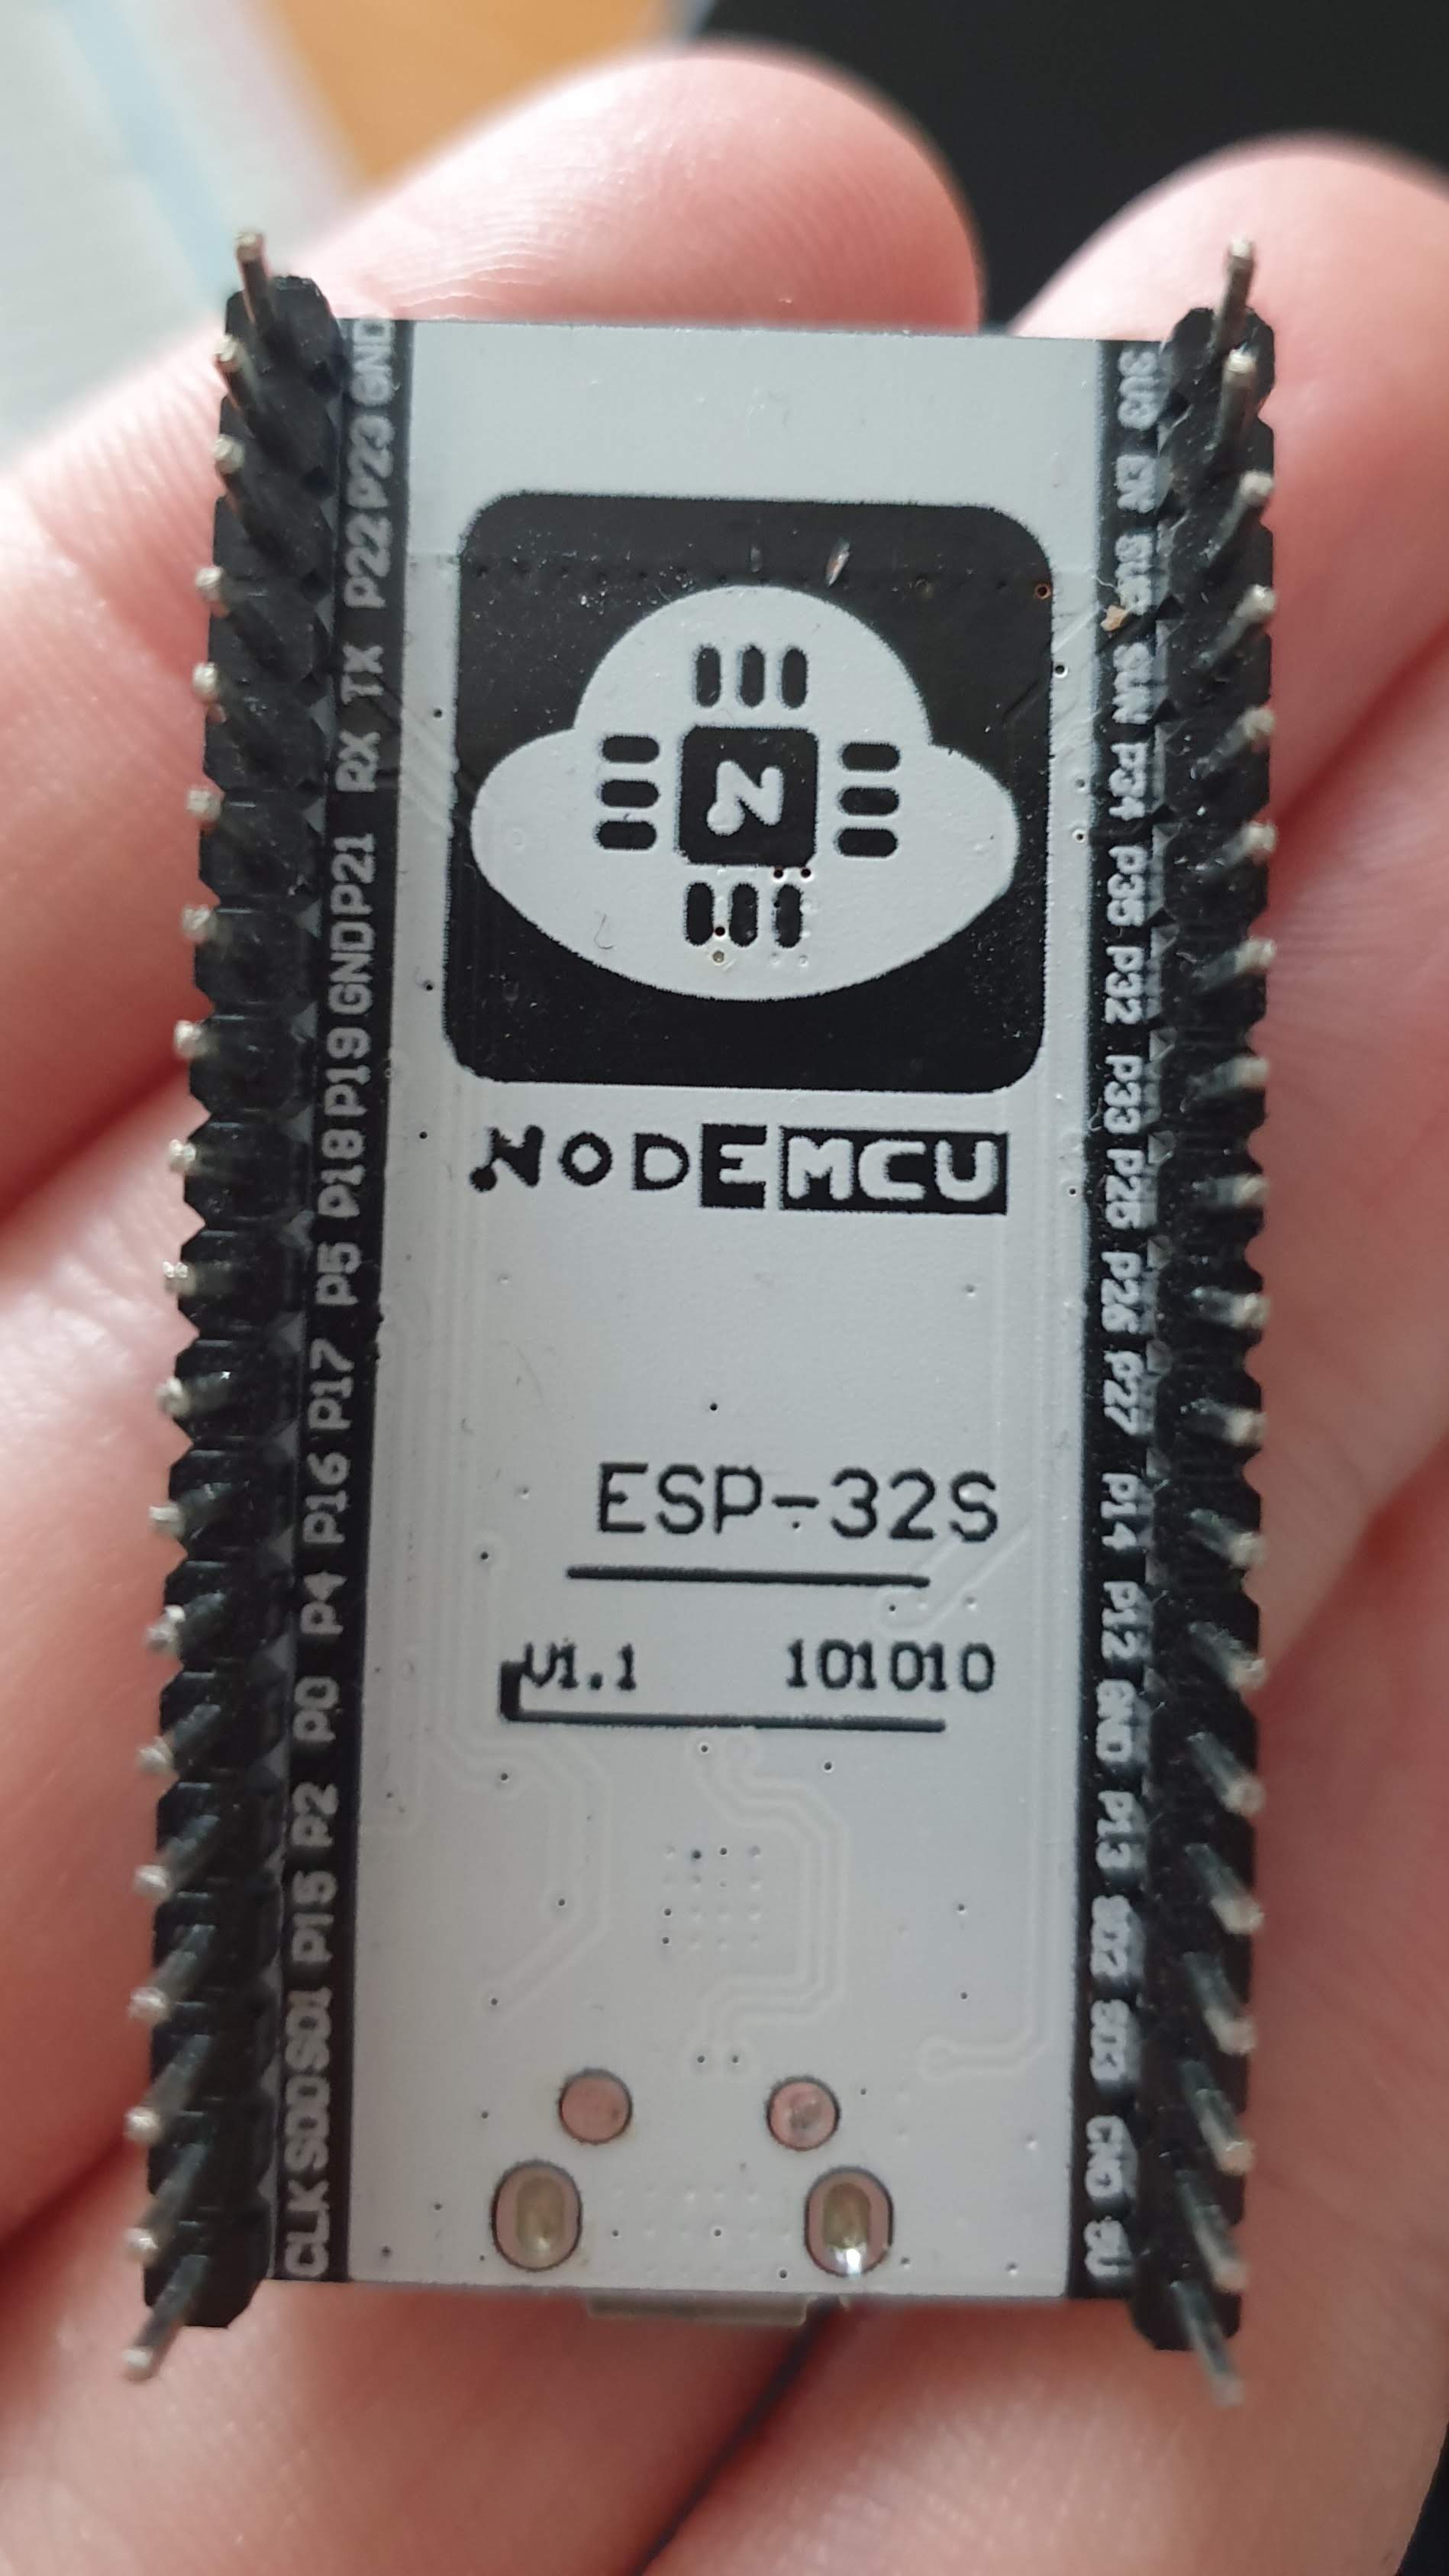 GND
P23
P22
TX
RX
P21
GND
P19
P18
P5
P17
P16
P4
P0
P2
P15
SD1
SD0
CLK
NODEMCU
ESP-32S
V1.1 101010
3V3
EN
SVP
SVN
P34
P35
P32
P33
P25
P26
P27
P14
P12
GND
P13
SD2
SD3
CMD
5V